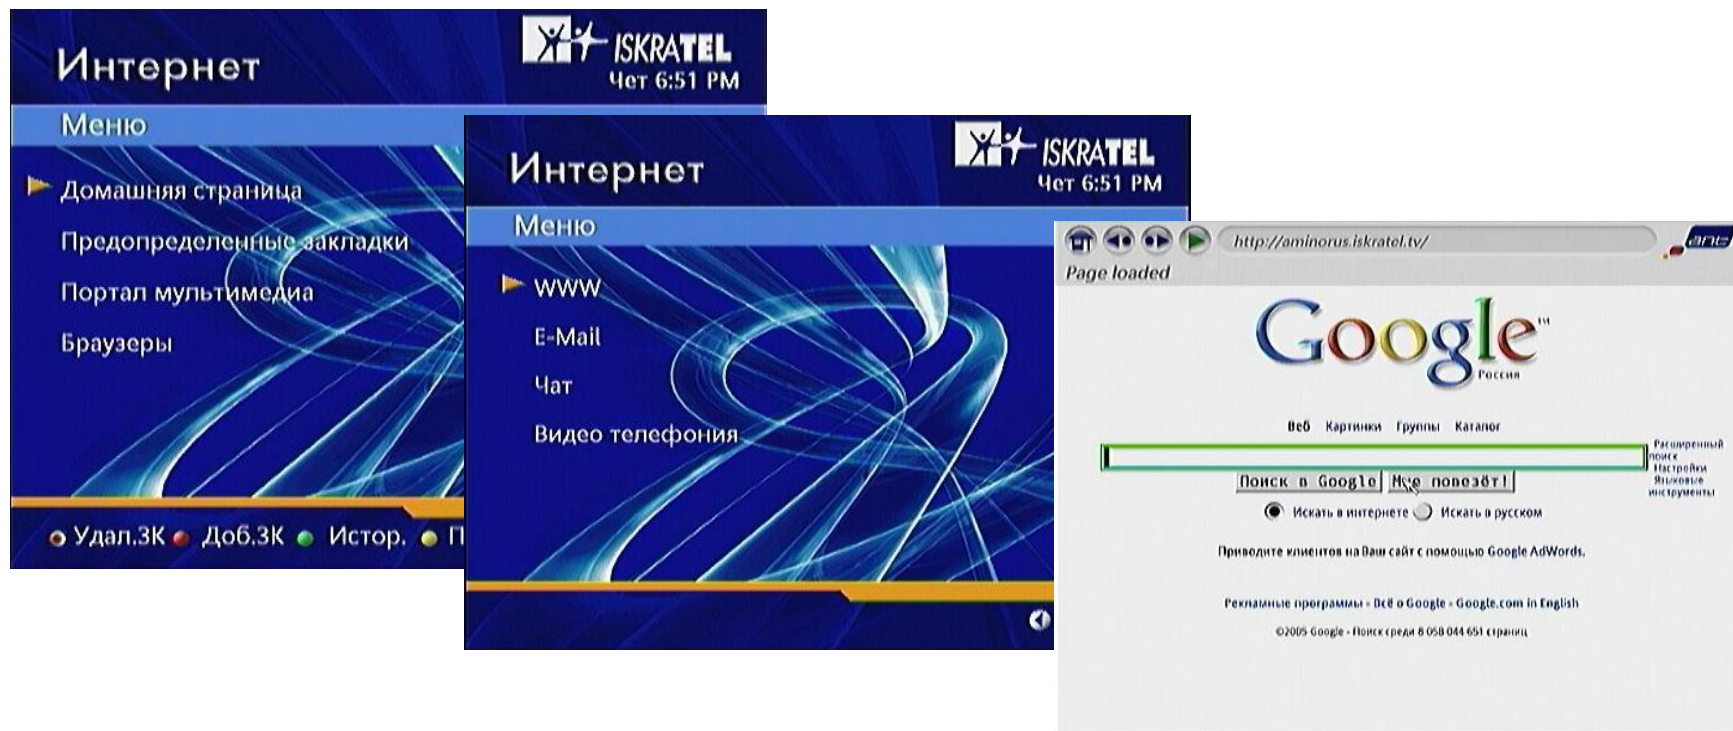 Интернет
ISKRATEL
Чет 6:51 PM
Меню
Домашняя страница
Предопределенные закладки
Портал мультимедиа
Браузеры
Удал.ЗК Доб.ЗК Истор. П
Интернет
ISKRATEL
Чет 6:51 PM
Меню
WWW
E-Mail
Чат
Видео телефония
http://aminorus.iskratel.tv/
ant
Page loaded
Google™
Россия
Веб Картинки Группы Каталог
Расширенный
поиск
Настройки
Языковые
инструменты
Поиск в Google Мне повезёт!
Искать в интернете Искать в русском
Приводите клиентов на Ваш сайт с помощью Google AdWords.
Рекламные программы - Всё о Google - Google.com in English
©2005 Google - Поиск среди 8 058 044 651 страниц